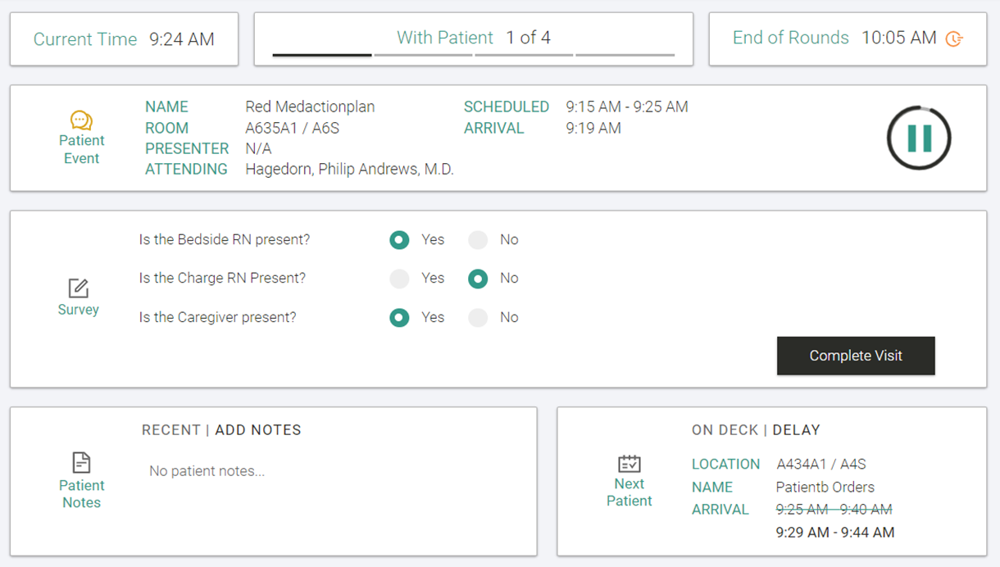 Current Time 9:24 AM
With Patient 1 of 4
End of Rounds 10:05 AM
Patient
Event
NAME Red Medactionplan
ROOM A635A1 / A6S
PRESENTER N/A
ATTENDING Hagedorn, Philip Andrews, M.D.
SCHEDULED 9:15 AM - 9:25 AM
ARRIVAL 9:19 AM
Survey
Is the Bedside RN present? Yes No
Is the Charge RN Present? Yes No
Is the Caregiver present? Yes No
Complete Visit
Patient
Notes
RECENT | ADD NOTES
No patient notes...
Next
Patient
ON DECK | DELAY
LOCATION A434A1 / A4S
NAME Patientb Orders
ARRIVAL 9:25 AM - 9:40 AM
9:29 AM - 9:44 AM